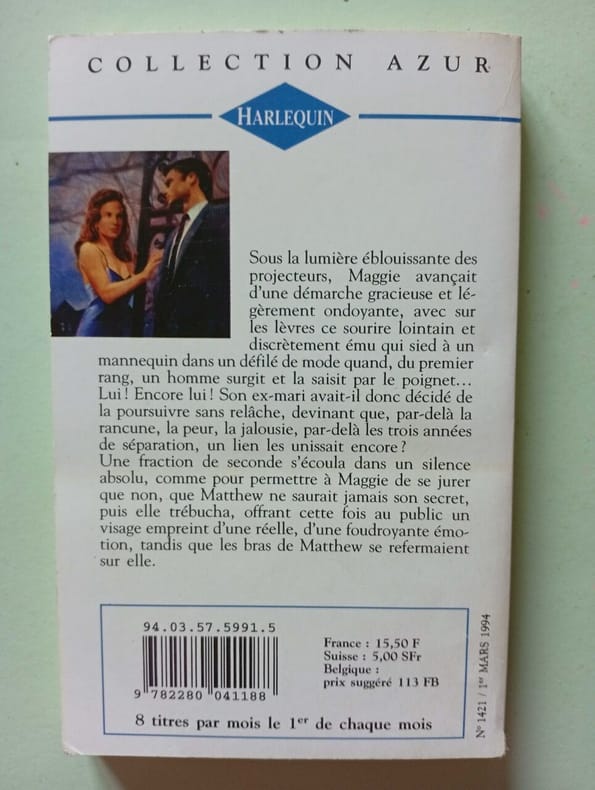 COLLECTION AZUR
HARLEQUIN
Sous la lumière éblouissante des
projecteurs, Maggie avançait
d'une démarche gracieuse et lé-
gèrement ondoyante, avec sur
les lèvres ce sourire lointain et
discrètement ému qui sied à un
mannequin dans un défilé de mode quand, du premier
rang, un homme surgit et la saisit par le poignet...
Lui ! Encore lui ! Son ex-mari avait-il donc décidé de
la poursuivre sans relâche, devinant que, par-delà la
rancune, la peur, la jalousie, par-delà les trois années
de séparation, un lien les unissait encore ?
Une fraction de seconde s'écoula dans un silence
absolu, comme pour permettre à Maggie de se jurer
que non, que Matthew ne saurait jamais son secret,
puis elle trébucha, offrant cette fois au public un
visage empreint d'une réelle, d'une foudroyante émo-
tion, tandis que les bras de Matthew se refermaient
sur elle.
94.03.57.5991.5
9 782280 041188
France : 15,50 F
Suisse : 5,00 SFr
Belgique :
prix suggéré 113 FB
8 titres par mois le 1er de chaque mois
N° 1421 / 1er MARS 1994